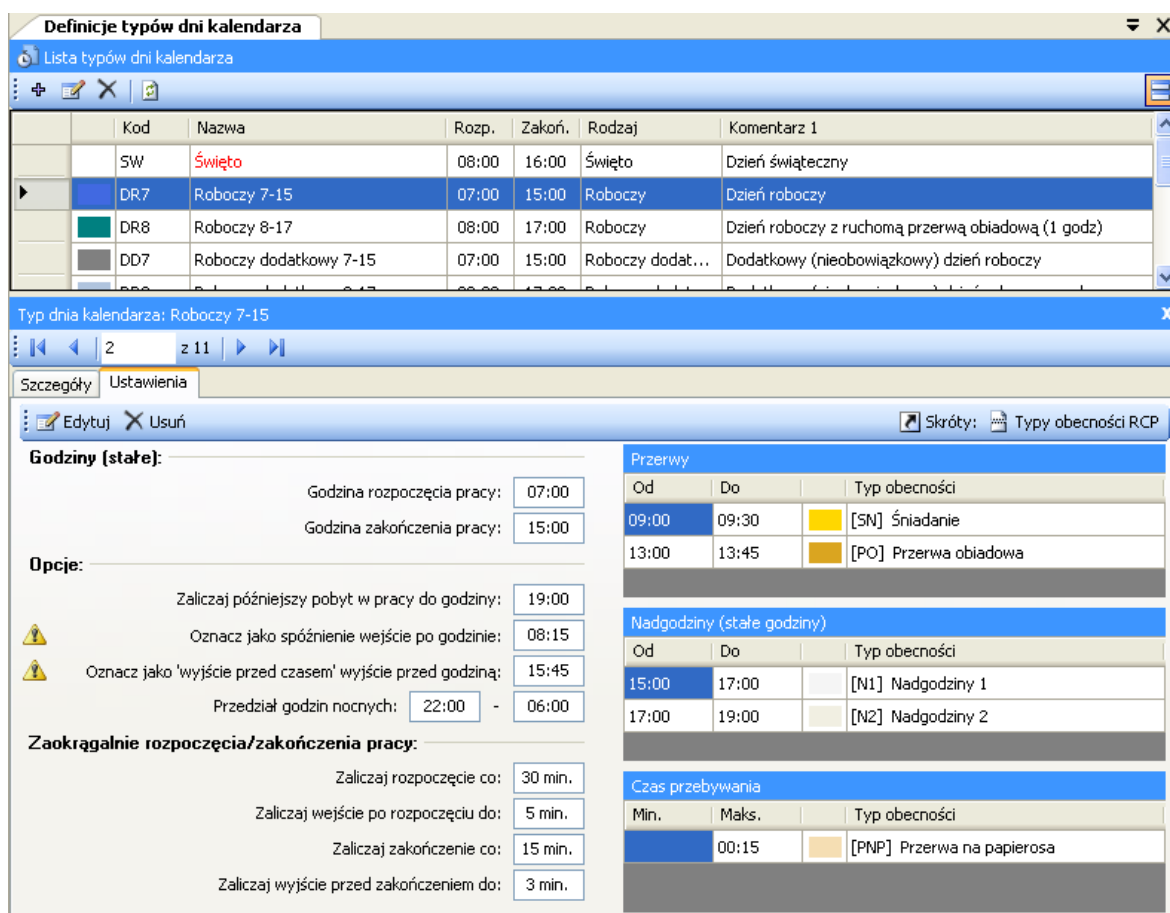 Definicje typów dni kalendarza
Lista typów dni kalendarza
Kod Nazwa Rozp. Zakoń. Rodzaj Komentarz 1
SW Święto 08:00 16:00 Święto Dzień świąteczny
DR7 Roboczy 7-15 07:00 15:00 Roboczy Dzień roboczy
DR8 Roboczy 8-17 08:00 17:00 Roboczy Dzień roboczy z ruchomą przerwą obiadową (1 godz)
DD7 Roboczy dodatkowy 7-15 07:00 15:00 Roboczy dodat... Dodatkowy (nieobowiązkowy) dzień roboczy
Typ dnia kalendarza: Roboczy 7-15
2 z 11
Szczegóły Ustawienia
Edytuj Usuń Skróty: Typy obecności RCP
Godziny (stałe):
Godzina rozpoczęcia pracy: 07:00
Godzina zakończenia pracy: 15:00
Opcje:
Zaliczaj późniejszy pobyt w pracy do godziny: 19:00
Oznacz jako spóźnienie wejście po godzinie: 08:15
Oznacz jako 'wyjście przed czasem' wyjście przed godziną: 15:45
Przedział godzin nocnych: 22:00 - 06:00
Zaokrągalnie rozpoczęcia/zakończenia pracy:
Zaliczaj rozpoczęcie co: 30 min.
Zaliczaj wejście po rozpoczęciu do: 5 min.
Zaliczaj zakończenie co: 15 min.
Zaliczaj wyjście przed zakończeniem do: 3 min.
Przerwy
Od Do Typ obecności
09:00 09:30 [SN] Śniadanie
13:00 13:45 [PO] Przerwa obiadowa
Nadgodziny (stałe godziny)
Od Do Typ obecności
15:00 17:00 [N1] Nadgodziny 1
17:00 19:00 [N2] Nadgodziny 2
Czas przebywania
Min. Maks. Typ obecności
00:15 [PNP] Przerwa na papierosa